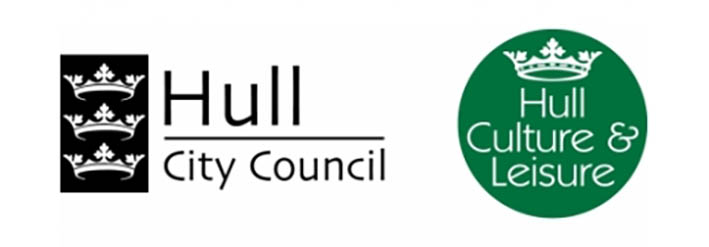 Hull
City Council
Hull
Culture &
Leisure